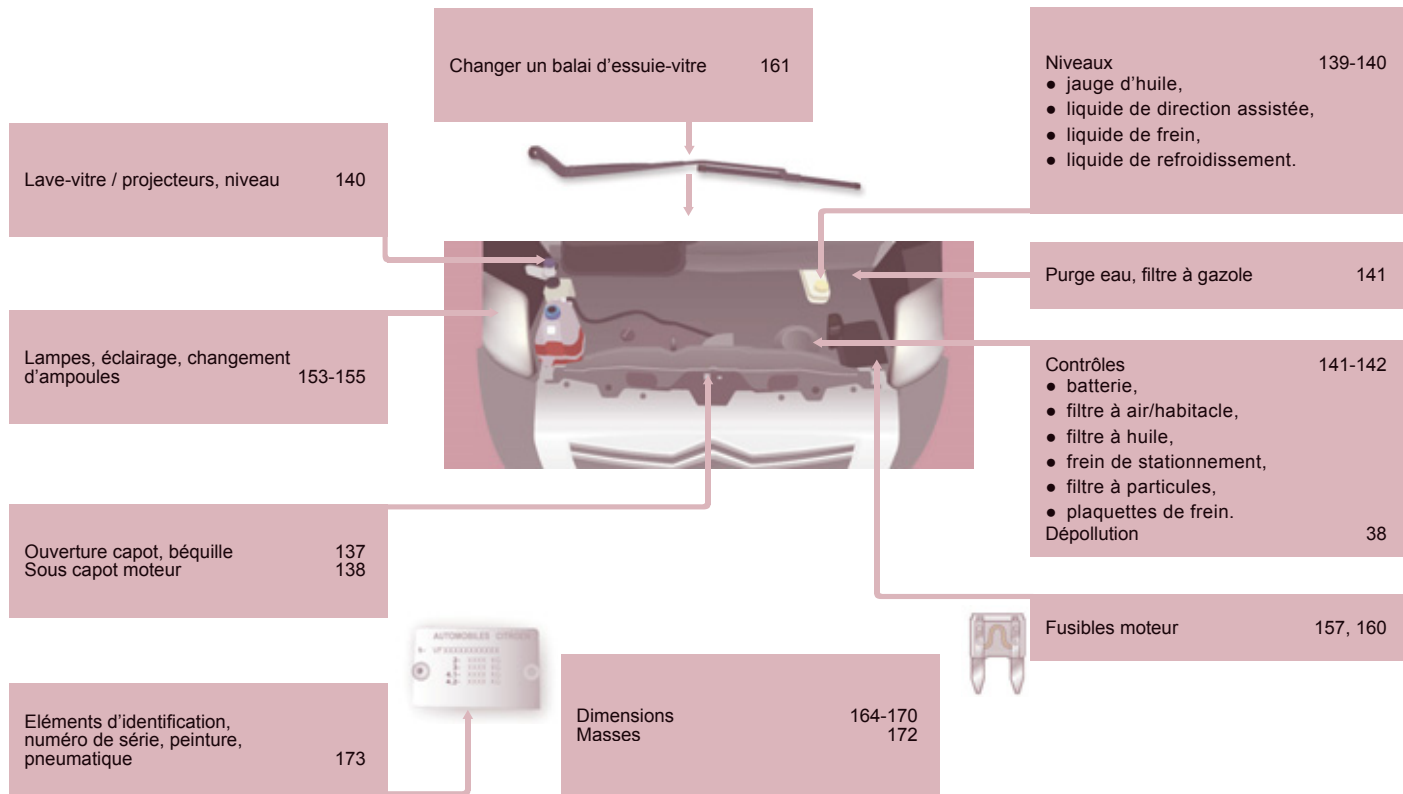 Changer un balai d’essuie-vitre 161
Niveaux 139-140
● jauge d’huile,
● liquide de direction assistée,
● liquide de frein,
● liquide de refroidissement.
Lave-vitre / projecteurs, niveau 140
Purge eau, filtre à gazole 141
Lampes, éclairage, changement
d’ampoules 153-155
Contrôles 141-142
● batterie,
● filtre à air/habitacle,
● filtre à huile,
● frein de stationnement,
● filtre à particules,
● plaquettes de frein.
Dépollution 38
Ouverture capot, béquille 137
Sous capot moteur 138
Fusibles moteur 157, 160
AUTOMOBILES CITROEN
Eléments d’identification,
numéro de série, peinture,
pneumatique 173
Dimensions 164-170
Masses 172